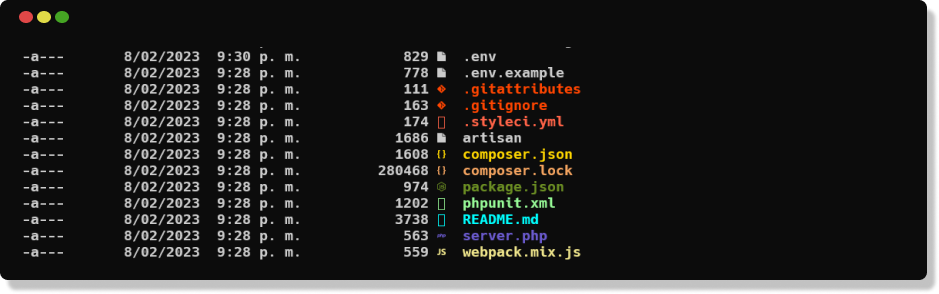 -a--- 8/02/2023 9:30 p. m. 829 .env
-a--- 8/02/2023 9:28 p. m. 778 .env.example
-a--- 8/02/2023 9:28 p. m. 111 .gitattributes
-a--- 8/02/2023 9:28 p. m. 163 .gitignore
-a--- 8/02/2023 9:28 p. m. 174 .styleci.yml
-a--- 8/02/2023 9:28 p. m. 1686 artisan
-a--- 8/02/2023 9:28 p. m. 1608 {} composer.json
-a--- 8/02/2023 9:28 p. m. 280468 {} composer.lock
-a--- 8/02/2023 9:28 p. m. 974 package.json
-a--- 8/02/2023 9:28 p. m. 1202 phpunit.xml
-a--- 8/02/2023 9:28 p. m. 3738 README.md
-a--- 8/02/2023 9:28 p. m. 563 php server.php
-a--- 8/02/2023 9:28 p. m. 559 JS webpack.mix.js